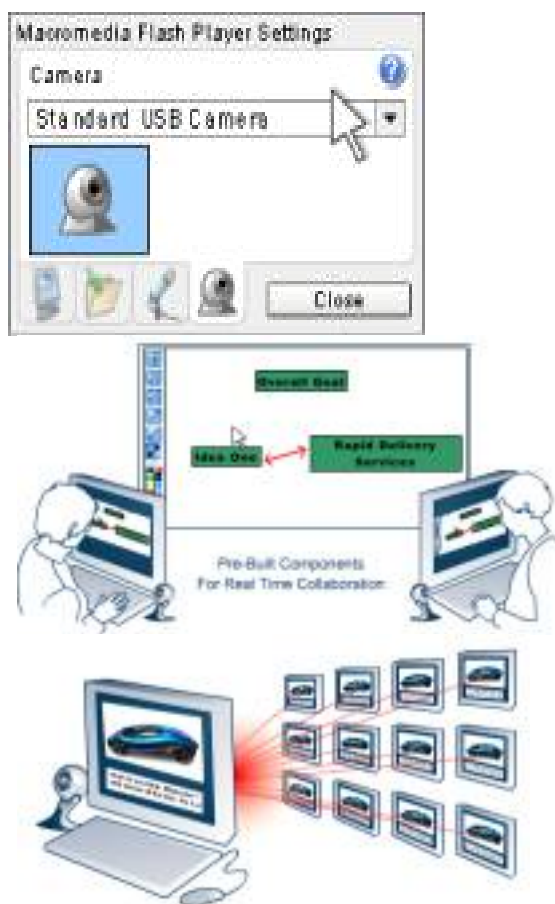 Macromedia Flash Player Settings
Camera
?
Standard USB Camera
Close
Overall Goal
Idea One
Rapid Delivery
Services
Pre-Built Components
For Real Time Collaboration